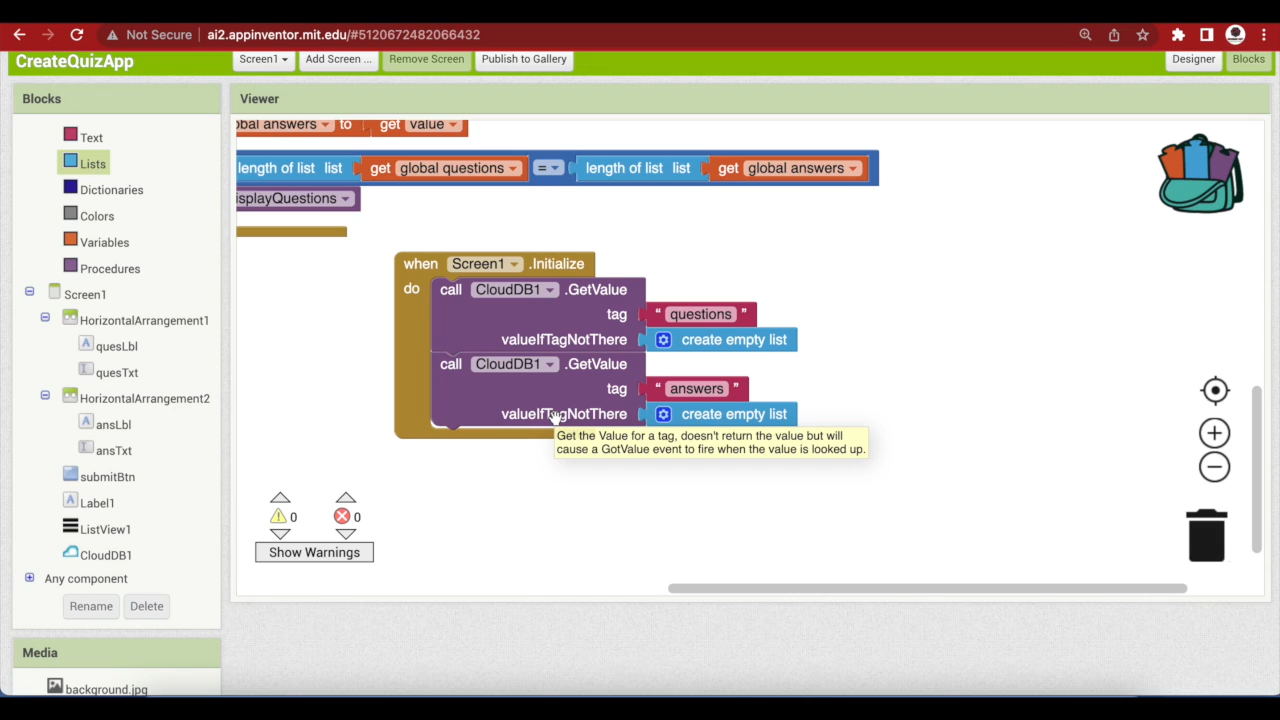 Not Secure ai2.appinventor.mit.edu/#5120672482066432
CreateQuizApp Screen1 Add Screen ... Remove Screen Publish to Gallery Designer Blocks
Blocks
Text
Lists
Dictionaries
Colors
Variables
Procedures
Screen1
HorizontalArrangement1
quesLbl
quesTxt
HorizontalArrangement2
ansLbl
ansTxt
submitBtn
Label1
ListView1
CloudDB1
Any component
Rename Delete
Media
background.jpg
Viewer
obal answers to get value
length of list list get global questions = length of list list get global answers
isplayQuestions
when Screen1 .Initialize
do call CloudDB1 .GetValue
tag " questions "
valueIfTagNotThere create empty list
call CloudDB1 .GetValue
tag " answers "
valueIfTagNotThere create empty list
Get the Value for a tag, doesn't return the value but will
cause a GotValue event to fire when the value is looked up.
0 0
Show Warnings